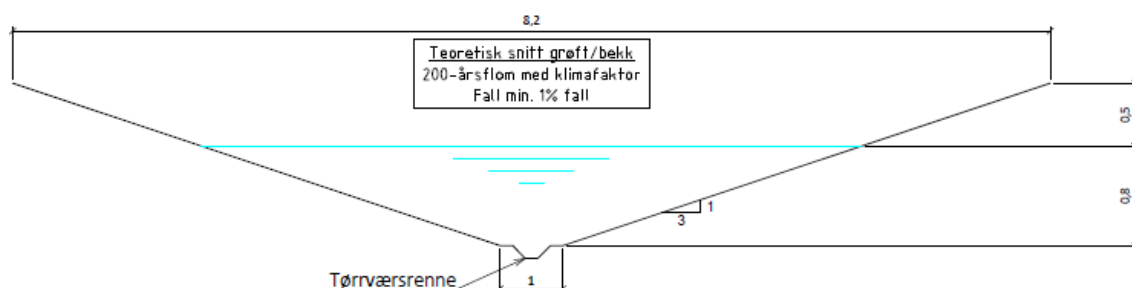 8,2
Teoretisk snitt grøft/bekk
200-årsflom med klimafaktor
Fall min. 1% fall
0,5
0,8
1
3
Tørrværsrenne
1